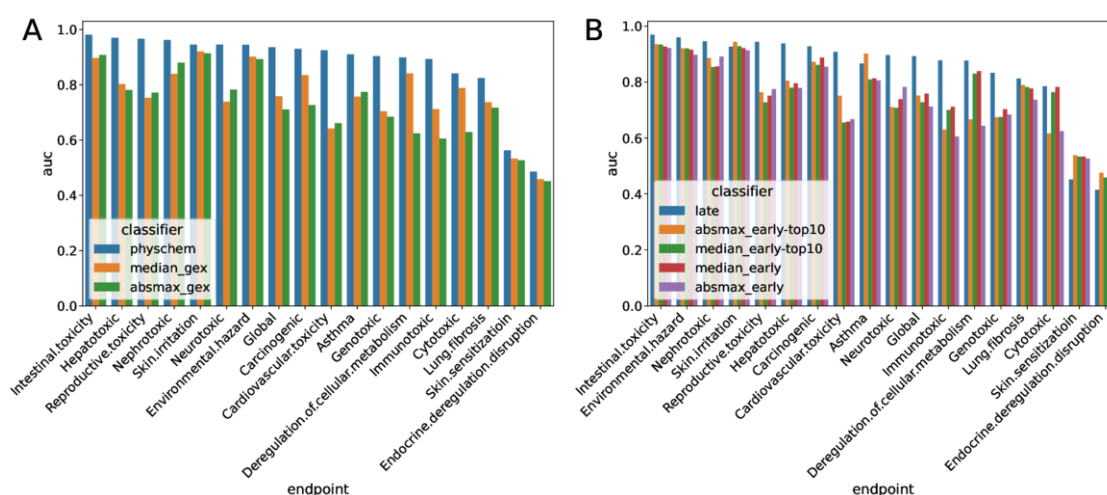 A
1.0
0.8
0.6
0.4
0.2
0.0
auc
classifier
physchem
median_gex
absmax_gex
Intestinal.toxicity
Hepatotoxic
Reproductive.toxicity
Nephrotoxic
Skin.irritation
Neurotoxic
Environmental.hazard
Global
Carcinogenic
Cardiovascular.toxicity
Asthma
Genotoxic
Deregulation.of.cellular.metabolism
Immunotoxic
Cytotoxic
Lung.fibrosis
Skin.sensitizatioin
Endocrine.deregulation.disruption
endpoint
B
1.0
0.8
0.6
0.4
0.2
0.0
auc
classifier
late
absmax_early-top10
median_early-top10
median_early
absmax_early
Intestinal.toxicity
Environmental.hazard
Nephrotoxic
Skin.irritation
Reproductive.toxicity
Hepatotoxic
Carcinogenic
Cardiovascular.toxicity
Asthma
Neurotoxic
Global
Immunotoxic
Deregulation.of.cellular.metabolism
Genotoxic
Lung.fibrosis
Cytotoxic
Skin.sensitizatioin
Endocrine.deregulation.disruption
endpoint